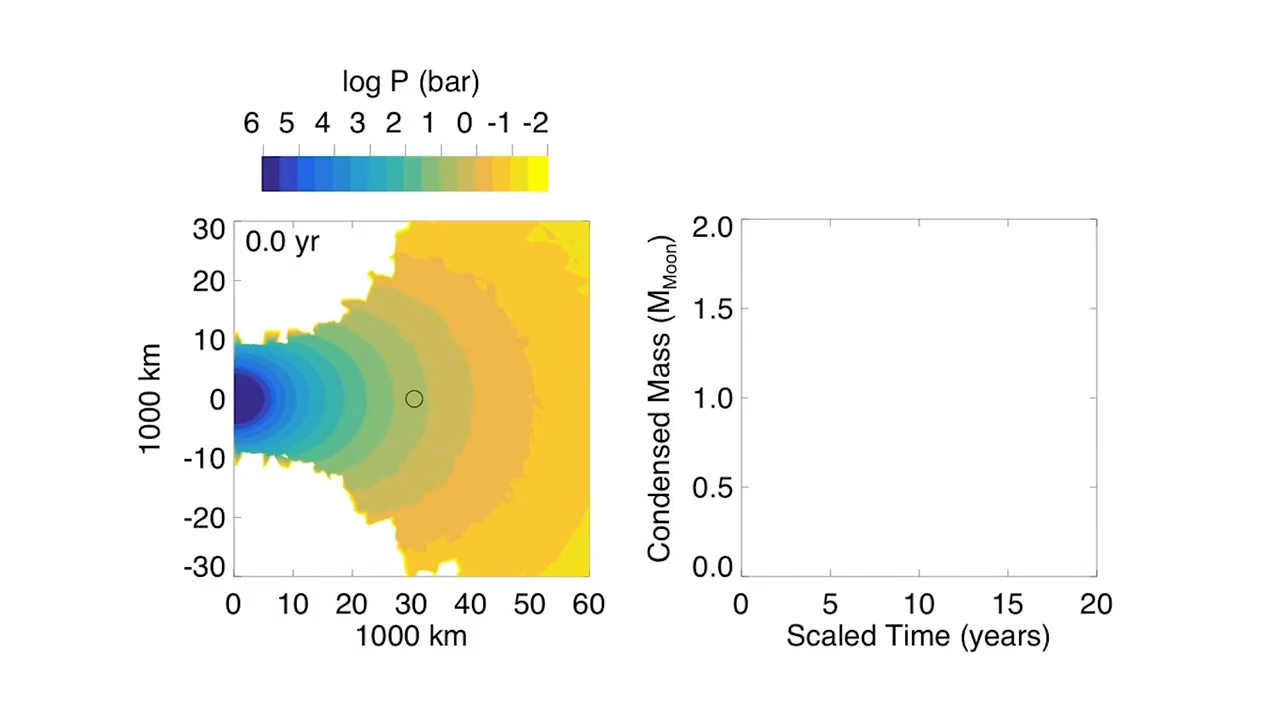 log P (bar)
6 5 4 3 2 1 0 -1 -2
0.0 yr
30
20
10
0
-10
-20
-30
1000 km
0 10 20 30 40 50 60
1000 km
2.0
1.5
1.0
0.5
0.0
Condensed Mass (M_Moon)
0 5 10 15 20
Scaled Time (years)